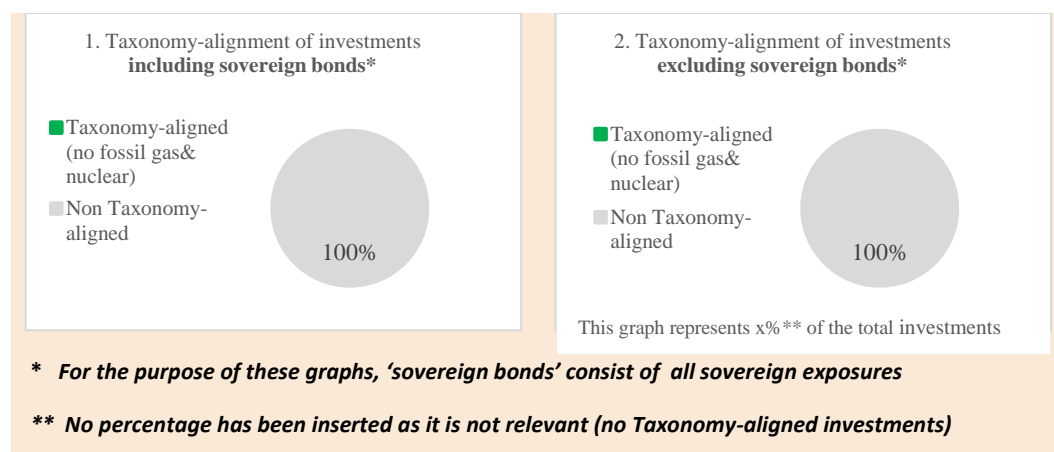 1. Taxonomy-alignment of investments
including sovereign bonds*
Taxonomy-aligned
(no fossil gas&
nuclear)
Non Taxonomy-
aligned
100%
2. Taxonomy-alignment of investments
excluding sovereign bonds*
Taxonomy-aligned
(no fossil gas&
nuclear)
Non Taxonomy-
aligned
100%
This graph represents x%** of the total investments
* For the purpose of these graphs, ‘sovereign bonds’ consist of all sovereign exposures
** No percentage has been inserted as it is not relevant (no Taxonomy-aligned investments)